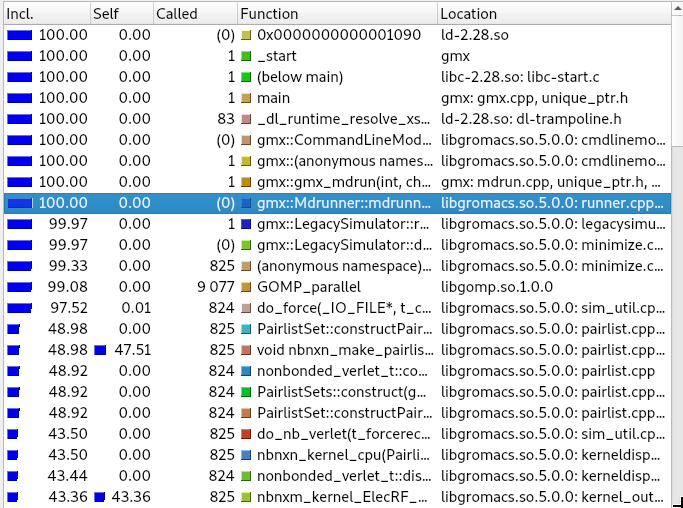 Incl. Self Called Function Location
100.00 0.00 (0) 0x0000000000001090 ld-2.28.so
100.00 0.00 1 _start gmx
100.00 0.00 1 (below main) libc-2.28.so: libc-start.c
100.00 0.00 1 main gmx: gmx.cpp, unique_ptr.h
100.00 0.00 83 _dl_runtime_resolve_xs... ld-2.28.so: dl-trampoline.h
100.00 0.00 (0) gmx::CommandLineMod... libgromacs.so.5.0.0: cmdlinemo...
100.00 0.00 1 gmx::(anonymous names... libgromacs.so.5.0.0: cmdlinemo...
100.00 0.00 1 gmx::gmx_mdrun(int, ch... gmx: mdrun.cpp, unique_ptr.h, ...
100.00 0.00 (0) gmx::Mdrunner::mdrunn... libgromacs.so.5.0.0: runner.cpp...
99.97 0.00 1 gmx::LegacySimulator::r... libgromacs.so.5.0.0: legacysimu...
99.97 0.00 (0) gmx::LegacySimulator::d... libgromacs.so.5.0.0: minimize.c...
99.33 0.00 825 (anonymous namespace)... libgromacs.so.5.0.0: minimize.c...
99.08 0.00 9 077 GOMP_parallel libgomp.so.1.0.0
97.52 0.01 824 do_force(_IO_FILE*, t_c... libgromacs.so.5.0.0: sim_util.cp...
48.98 0.00 825 PairlistSet::constructPair... libgromacs.so.5.0.0: pairlist.cpp...
48.98 47.51 825 void nbnxn_make_pairlis... libgromacs.so.5.0.0: pairlist.cpp...
48.92 0.00 824 nonbonded_verlet_t::co... libgromacs.so.5.0.0: pairlist.cpp
48.92 0.00 824 PairlistSets::construct(g... libgromacs.so.5.0.0: pairlist.cpp...
48.92 0.00 824 PairlistSet::constructPair... libgromacs.so.5.0.0: pairlist.cpp...
43.50 0.00 825 do_nb_verlet(t_forcerec... libgromacs.so.5.0.0: sim_util.cp...
43.50 0.00 825 nbnxn_kernel_cpu(Pairli... libgromacs.so.5.0.0: kerneldisp...
43.44 0.00 824 nonbonded_verlet_t::dis... libgromacs.so.5.0.0: kerneldisp...
43.36 43.36 825 nbnxm_kernel_ElecRF_... libgromacs.so.5.0.0: kernel_out...